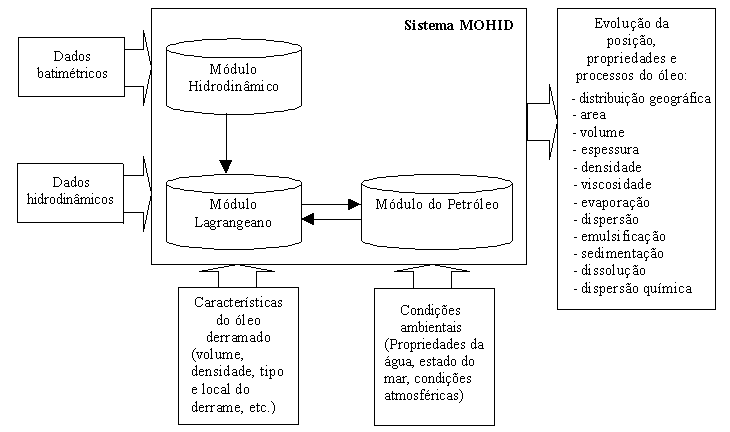 Sistema MOHID
Dados
batimétricos
Módulo
Hidrodinâmico
Dados
hidrodinâmicos
Módulo
Lagrangeano
Módulo do Petróleo
Evolução da
posição,
propriedades e
processos do óleo:
- distribuição geográfica
- area
- volume
- espessura
- densidade
- viscosidade
- evaporação
- dispersão
- emulsificação
- sedimentação
- dissolução
- dispersão química
Características
do óleo
derramado
(volume,
densidade, tipo
e local do
derrame, etc.)
Condições
ambientais
(Propriedades da
água, estado do
mar, condições
atmosféricas)